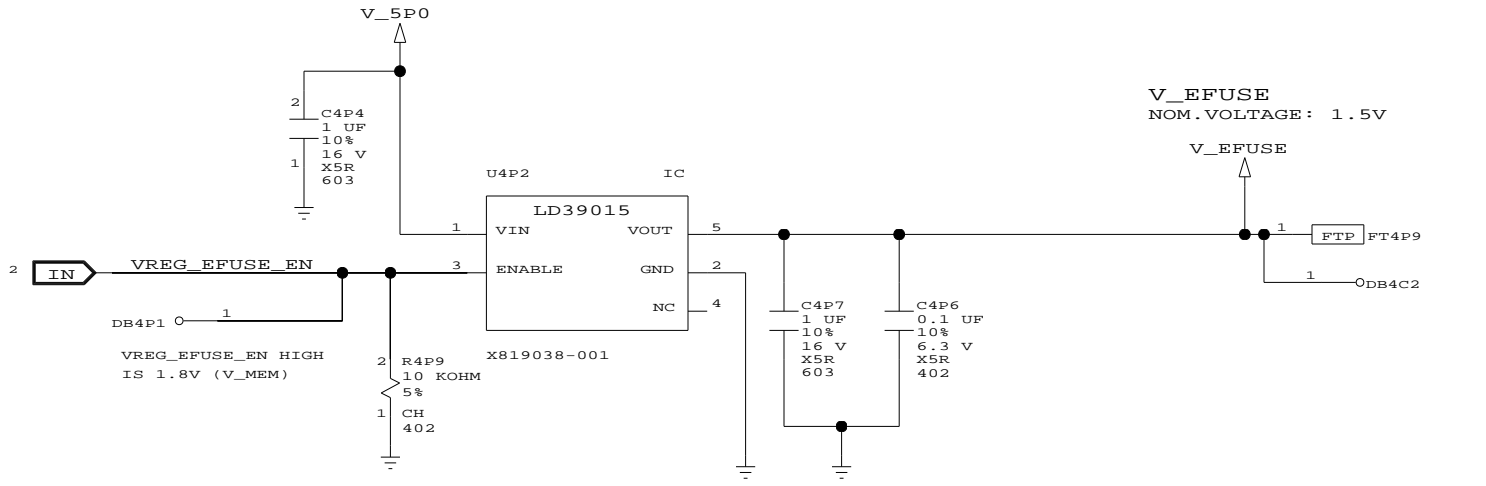 V_5P0
2
C4P4
1 UF
10%
16 V
X5R
603
1
V_EFUSE
NOM.VOLTAGE: 1.5V
V_EFUSE
U4P2 IC
LD39015
1 VIN VOUT 5
3 ENABLE GND 2
NC 4
X819038-001
1 FTP FT4P9
1 DB4C2
2 IN VREG_EFUSE_EN
DB4P1 1
VREG_EFUSE_EN HIGH
IS 1.8V (V_MEM)
2 R4P9
10 KOHM
5%
1 CH
402
C4P7
1 UF
10%
16 V
X5R
603
C4P6
0.1 UF
10%
6.3 V
X5R
402